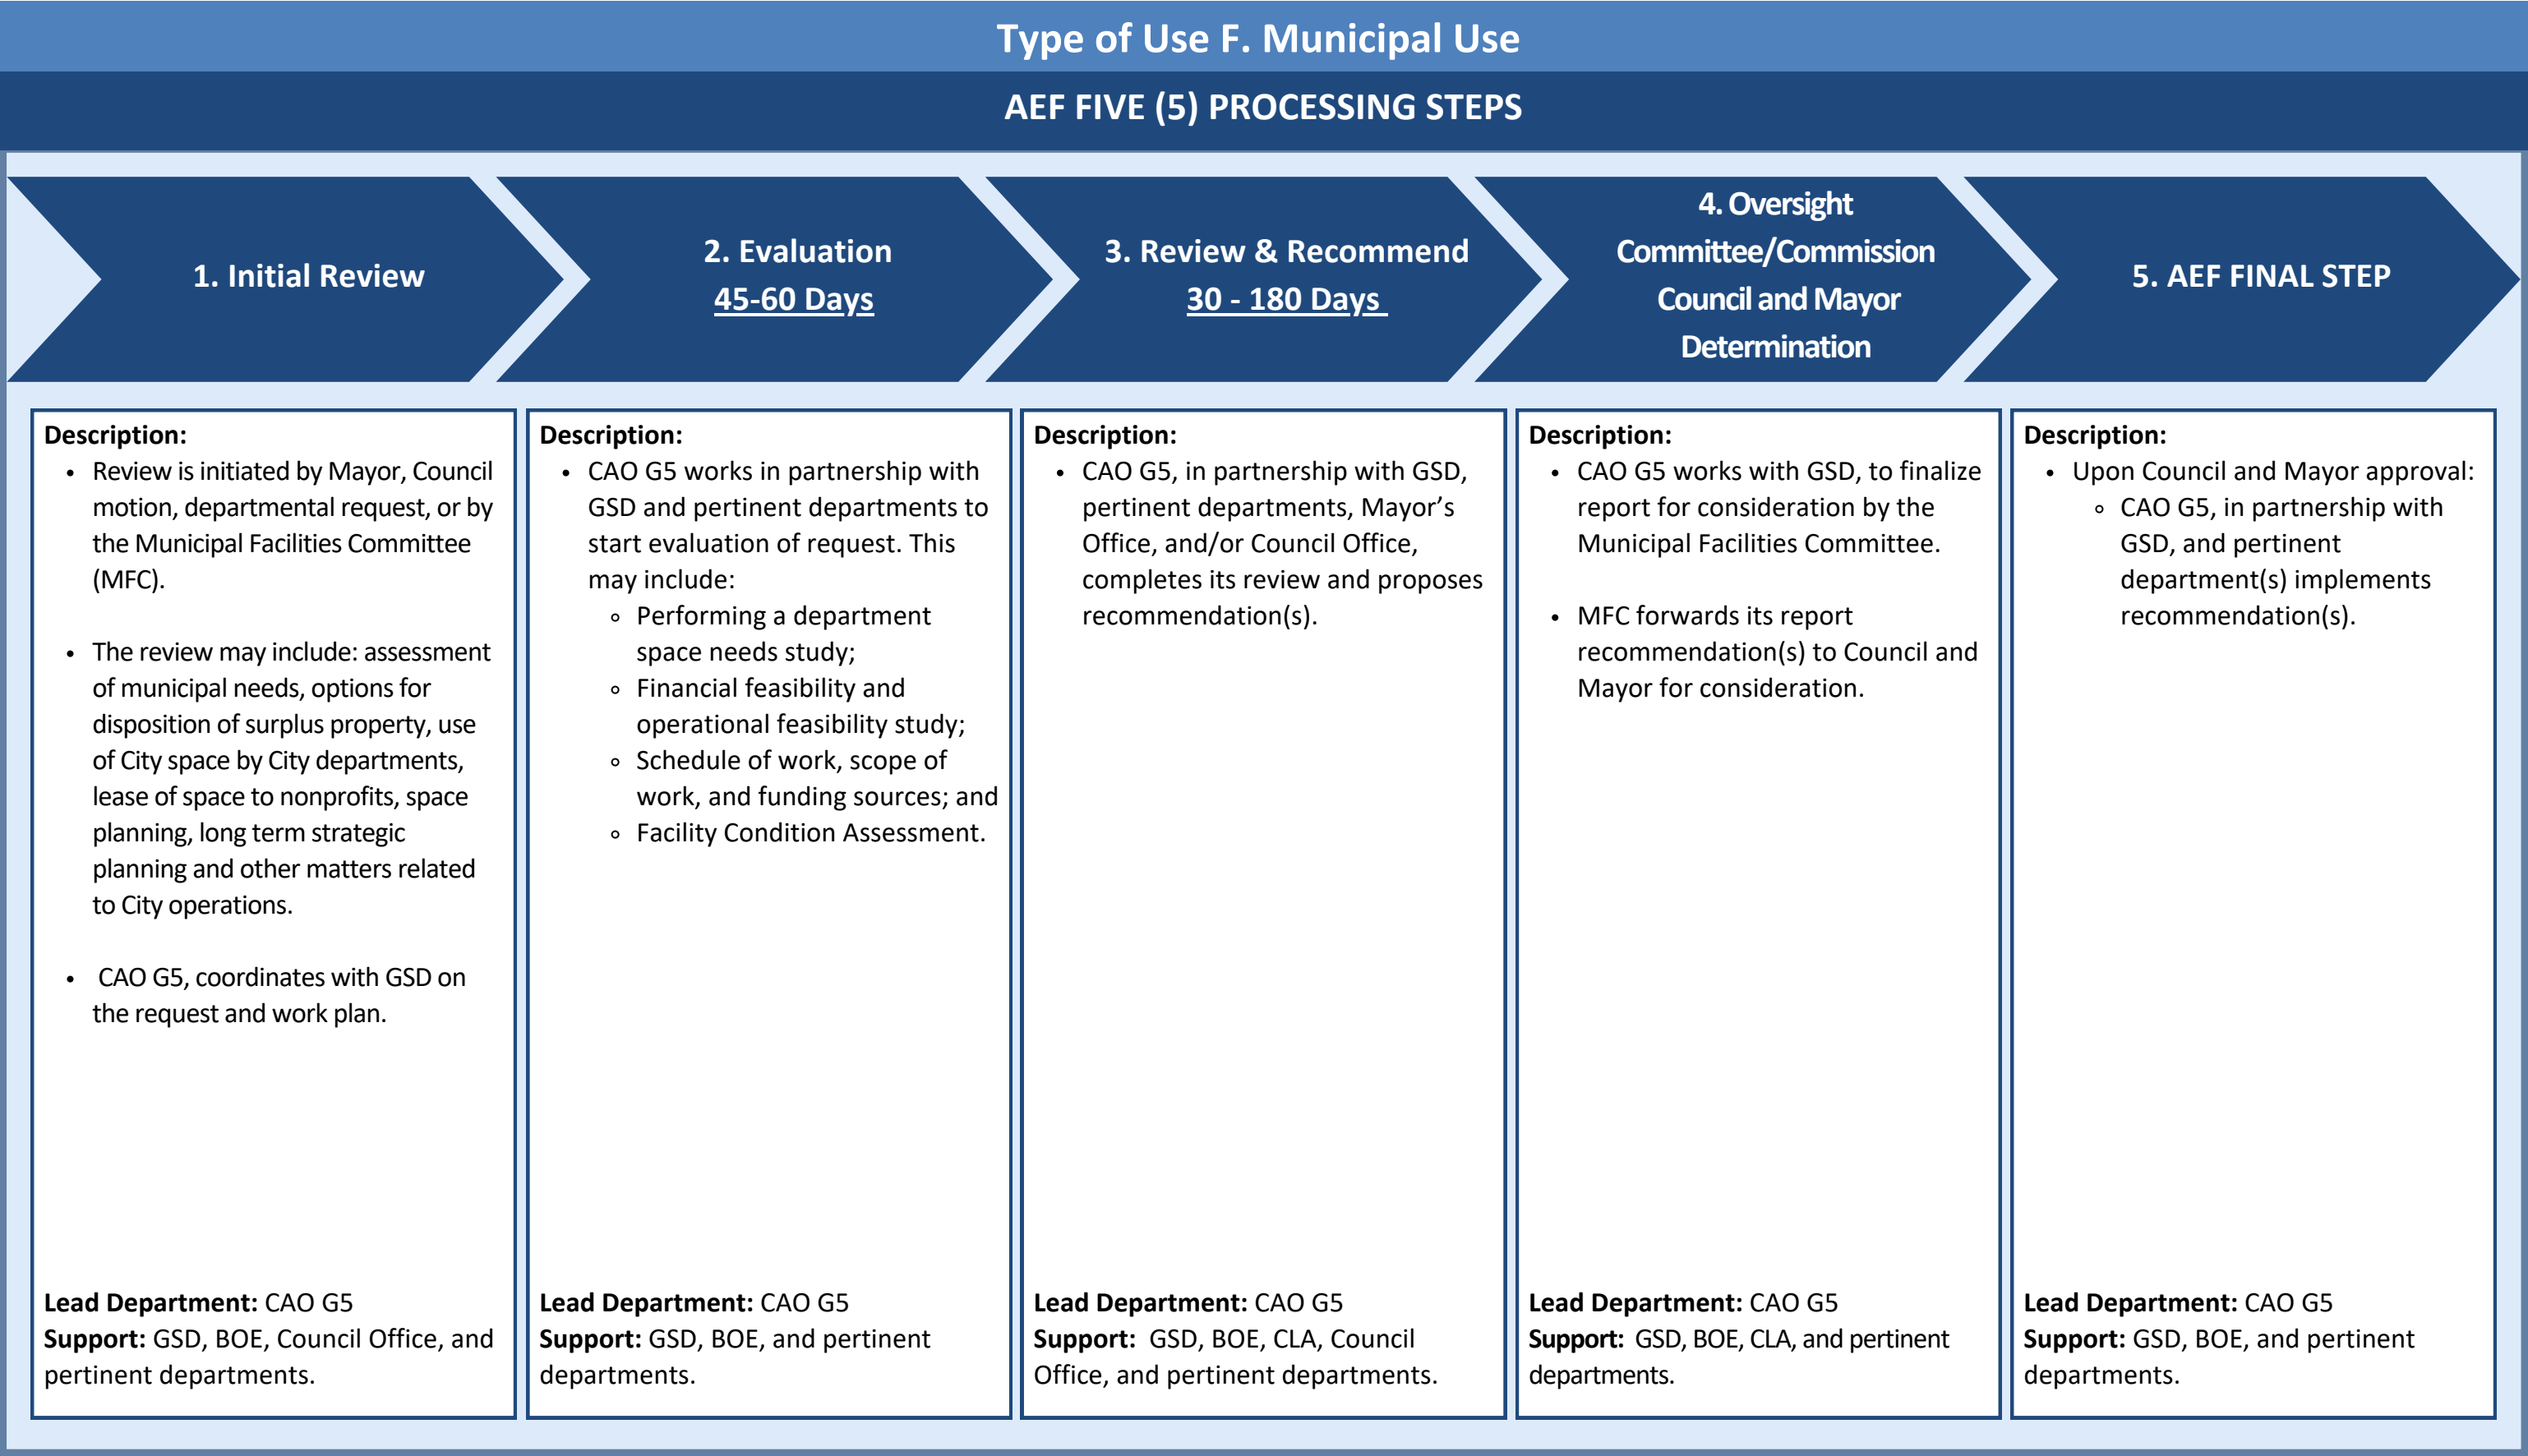 Type of Use F. Municipal Use
AEF FIVE (5) PROCESSING STEPS
1. Initial Review
2. Evaluation
45-60 Days
3. Review & Recommend
30 - 180 Days
4. Oversight
Committee/Commission
Council and Mayor
Determination
5. AEF FINAL STEP
Description:
• Review is initiated by Mayor, Council
motion, departmental request, or by
the Municipal Facilities Committee
(MFC).
• The review may include: assessment
of municipal needs, options for
disposition of surplus property, use
of City space by City departments,
lease of space to nonprofits, space
planning, long term strategic
planning and other matters related
to City operations.
• CAO G5, coordinates with GSD on
the request and work plan.
Lead Department: CAO G5
Support: GSD, BOE, Council Office, and
pertinent departments.
Description:
• CAO G5 works in partnership with
GSD and pertinent departments to
start evaluation of request. This
may include:
◦ Performing a department
space needs study;
◦ Financial feasibility and
operational feasibility study;
◦ Schedule of work, scope of
work, and funding sources; and
◦ Facility Condition Assessment.
Lead Department: CAO G5
Support: GSD, BOE, and pertinent
departments.
Description:
• CAO G5, in partnership with GSD,
pertinent departments, Mayor’s
Office, and/or Council Office,
completes its review and proposes
recommendation(s).
Lead Department: CAO G5
Support: GSD, BOE, CLA, Council
Office, and pertinent departments.
Description:
• CAO G5 works with GSD, to finalize
report for consideration by the
Municipal Facilities Committee.
• MFC forwards its report
recommendation(s) to Council and
Mayor for consideration.
Lead Department: CAO G5
Support: GSD, BOE, CLA, and pertinent
departments.
Description:
• Upon Council and Mayor approval:
◦ CAO G5, in partnership with
GSD, and pertinent
department(s) implements
recommendation(s).
Lead Department: CAO G5
Support: GSD, BOE, and pertinent
departments.